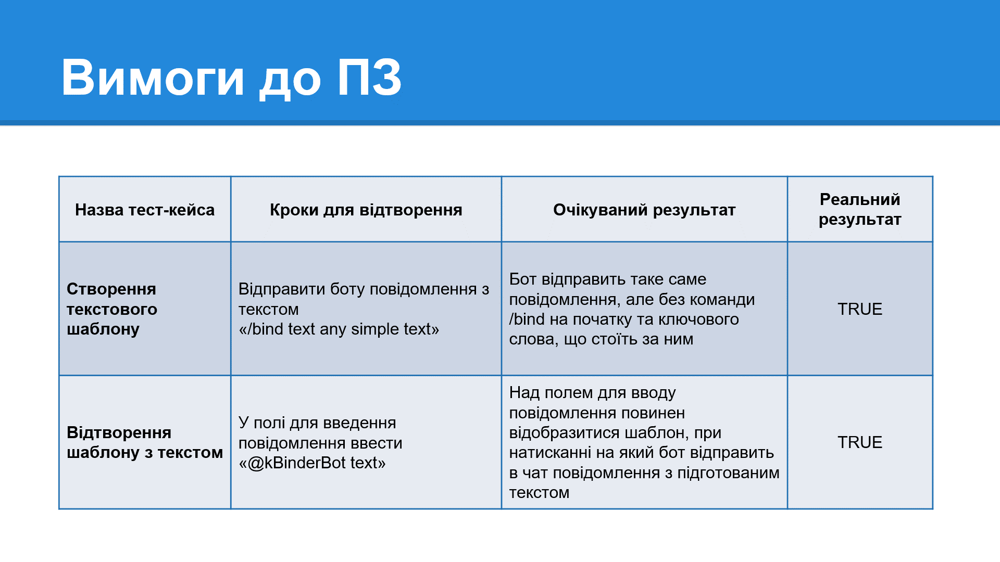 Вимоги до ПЗ
Назва тест-кейса
Кроки для відтворення
Очікуваний результат
Реальний
результат
Створення
текстового
шаблону
Відправити боту повідомлення з
текстом
«/bind text any simple text»
Бот відправить таке саме
повідомлення, але без команди
/bind на початку та ключового
слова, що стоїть за ним
TRUE
Відтворення
шаблону з текстом
У полі для введення
повідомлення ввести
«@kBinderBot text»
Над полем для вводу
повідомлення повинен
відобразитися шаблон, при
натисканні на який бот відправить
в чат повідомлення з підготованим
текстом
TRUE